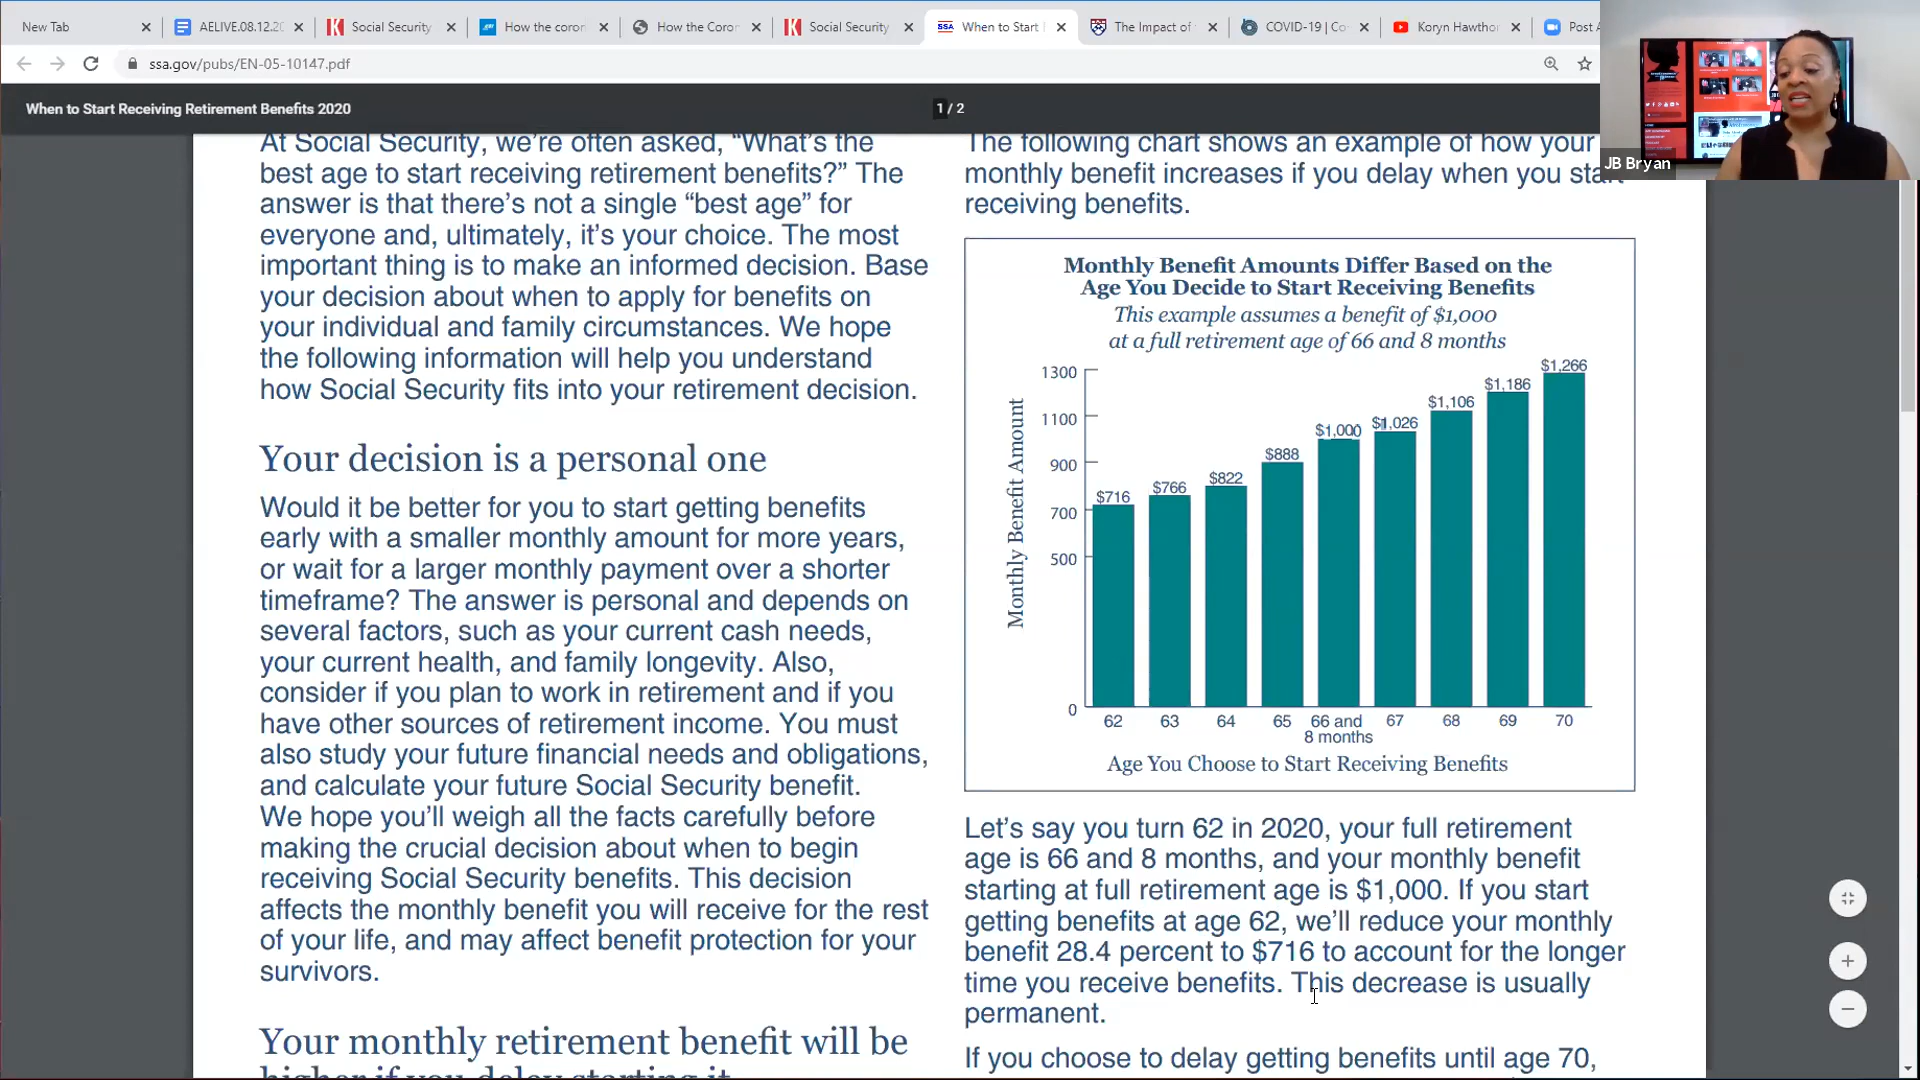 New Tab
AELIVE.08.12.20
Social Security
How the coron
How the Coron
Social Security
When to Start
The Impact of
COVID-19 | Co
Koryn Hawtho
Post A
ssa.gov/pubs/EN-05-10147.pdf
When to Start Receiving Retirement Benefits 2020
1 / 2
JB Bryan
At Social Security, we’re often asked, “What’s the
best age to start receiving retirement benefits?” The
answer is that there’s not a single “best age” for
everyone and, ultimately, it’s your choice. The most
important thing is to make an informed decision. Base
your decision about when to apply for benefits on
your individual and family circumstances. We hope
the following information will help you understand
how Social Security fits into your retirement decision.
Your decision is a personal one
Would it be better for you to start getting benefits
early with a smaller monthly amount for more years,
or wait for a larger monthly payment over a shorter
timeframe? The answer is personal and depends on
several factors, such as your current cash needs,
your current health, and family longevity. Also,
consider if you plan to work in retirement and if you
have other sources of retirement income. You must
also study your future financial needs and obligations,
and calculate your future Social Security benefit.
We hope you’ll weigh all the facts carefully before
making the crucial decision about when to begin
receiving Social Security benefits. This decision
affects the monthly benefit you will receive for the rest
of your life, and may affect benefit protection for your
survivors.
Your monthly retirement benefit will be
higher if you delay starting it
The following chart shows an example of how your
monthly benefit increases if you delay when you start
receiving benefits.
Monthly Benefit Amounts Differ Based on the
Age You Decide to Start Receiving Benefits
This example assumes a benefit of $1,000
at a full retirement age of 66 and 8 months
Monthly Benefit Amount
1300
1100
900
700
500
0
$716
$766
$822
$888
$1,000
$1,026
$1,106
$1,186
$1,266
62
63
64
65
66 and
8 months
67
68
69
70
Age You Choose to Start Receiving Benefits
Let’s say you turn 62 in 2020, your full retirement
age is 66 and 8 months, and your monthly benefit
starting at full retirement age is $1,000. If you start
getting benefits at age 62, we’ll reduce your monthly
benefit 28.4 percent to $716 to account for the longer
time you receive benefits. This decrease is usually
permanent.
If you choose to delay getting benefits until age 70,